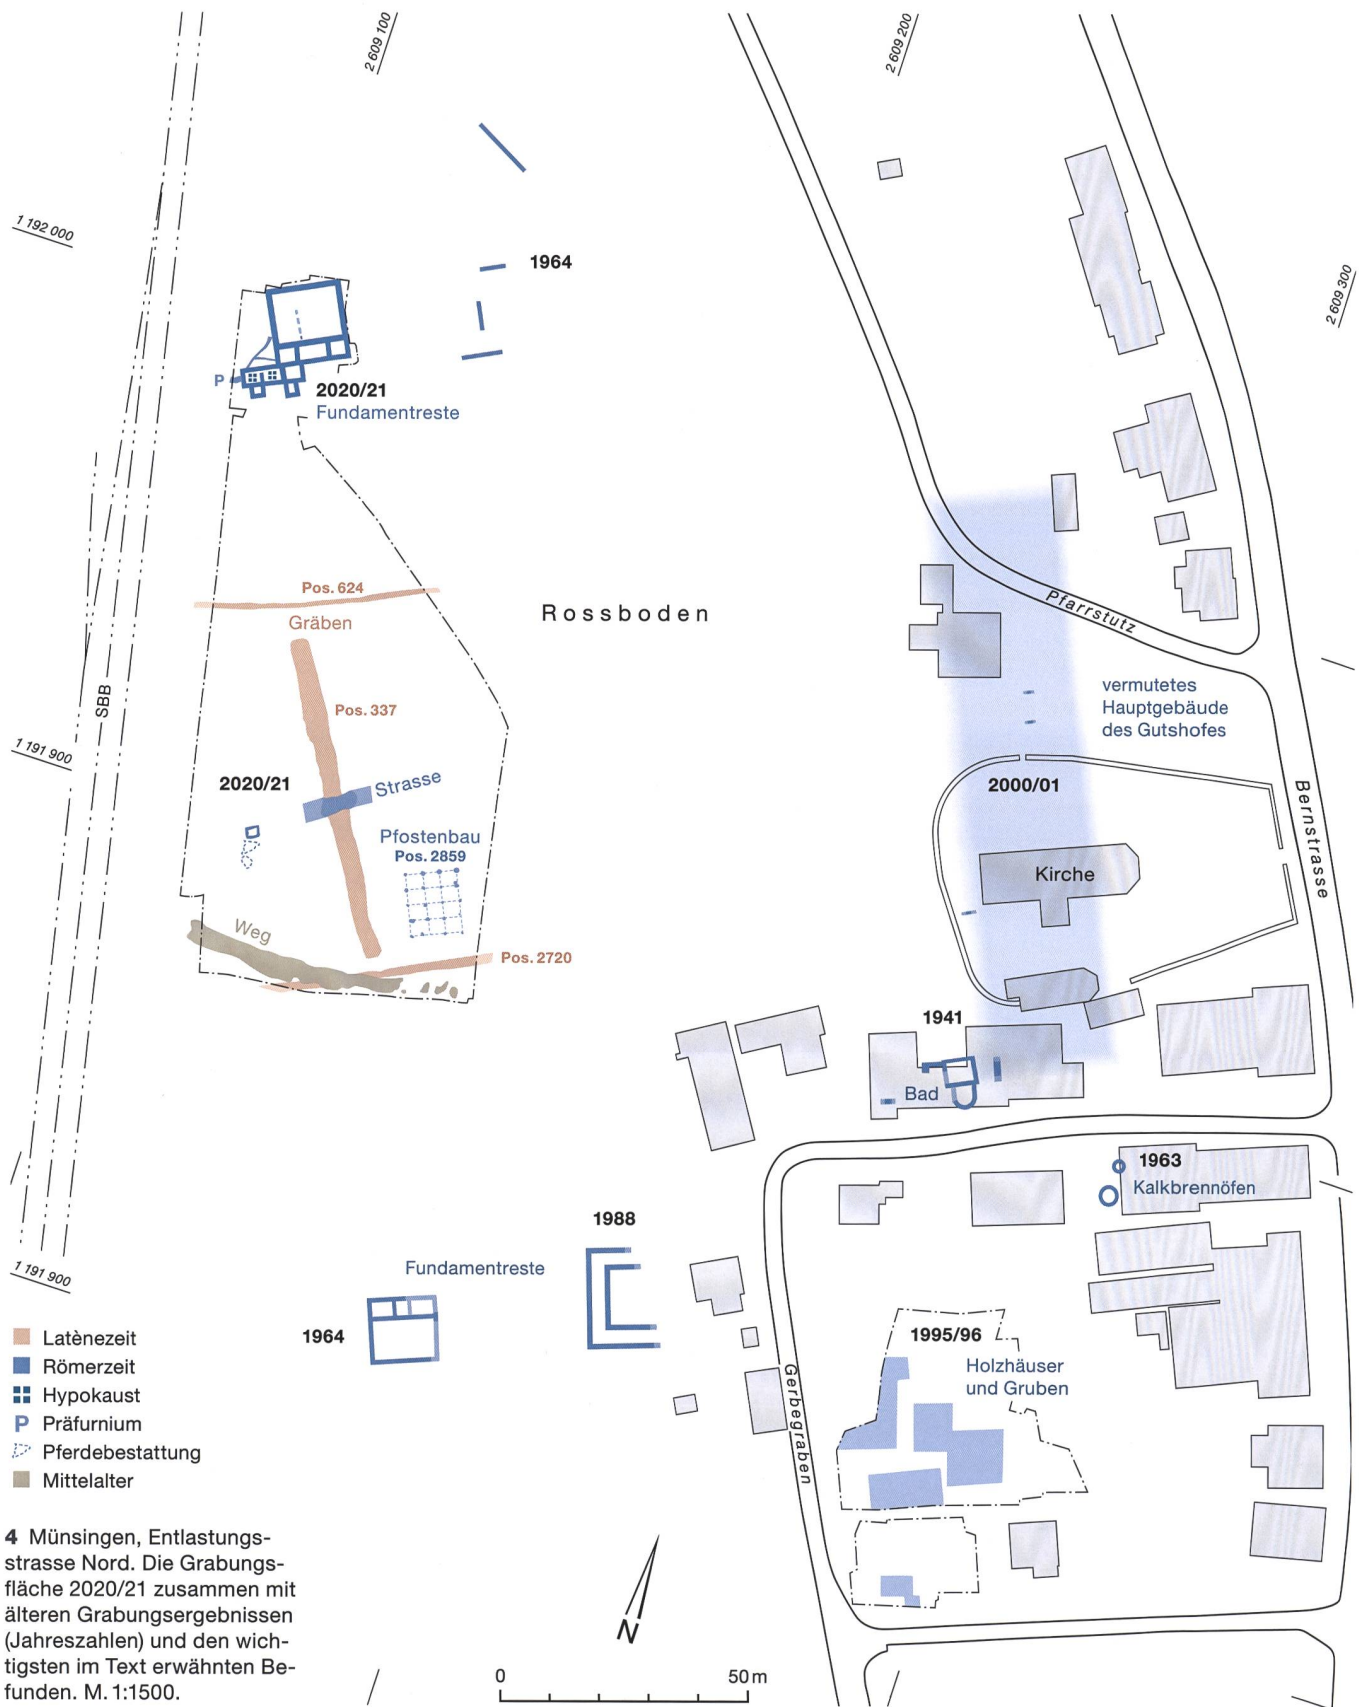 2 609 100
2 609 200
1 192 000
1964
2 609 300
P
2020/21
Fundamentreste
Pos. 624
Gräben
Rossboden
Pfarrstutz
SBB
Pos. 337
vermutetes
Hauptgebäude
des Gutshofes
1 191 900
2020/21
Strasse
2000/01
Bernstrasse
Pfostenbau
Pos. 2859
Kirche
Weg
Pos. 2720
1941
Bad
1963
Kalkbrennöfen
1988
Fundamentreste
1 191 900
1964
1995/96
Holzhäuser
und Gruben
Gerbegraben
Latènezeit
Römerzeit
Hypokaust
P Präfurnium
Pferdebestattung
Mittelalter
4 Münsingen, Entlastungs-
strasse Nord. Die Grabungs-
fläche 2020/21 zusammen mit
älteren Grabungsergebnissen
(Jahreszahlen) und den wich-
tigsten im Text erwähnten Be-
funden. M. 1:1500.
N
0 50 m